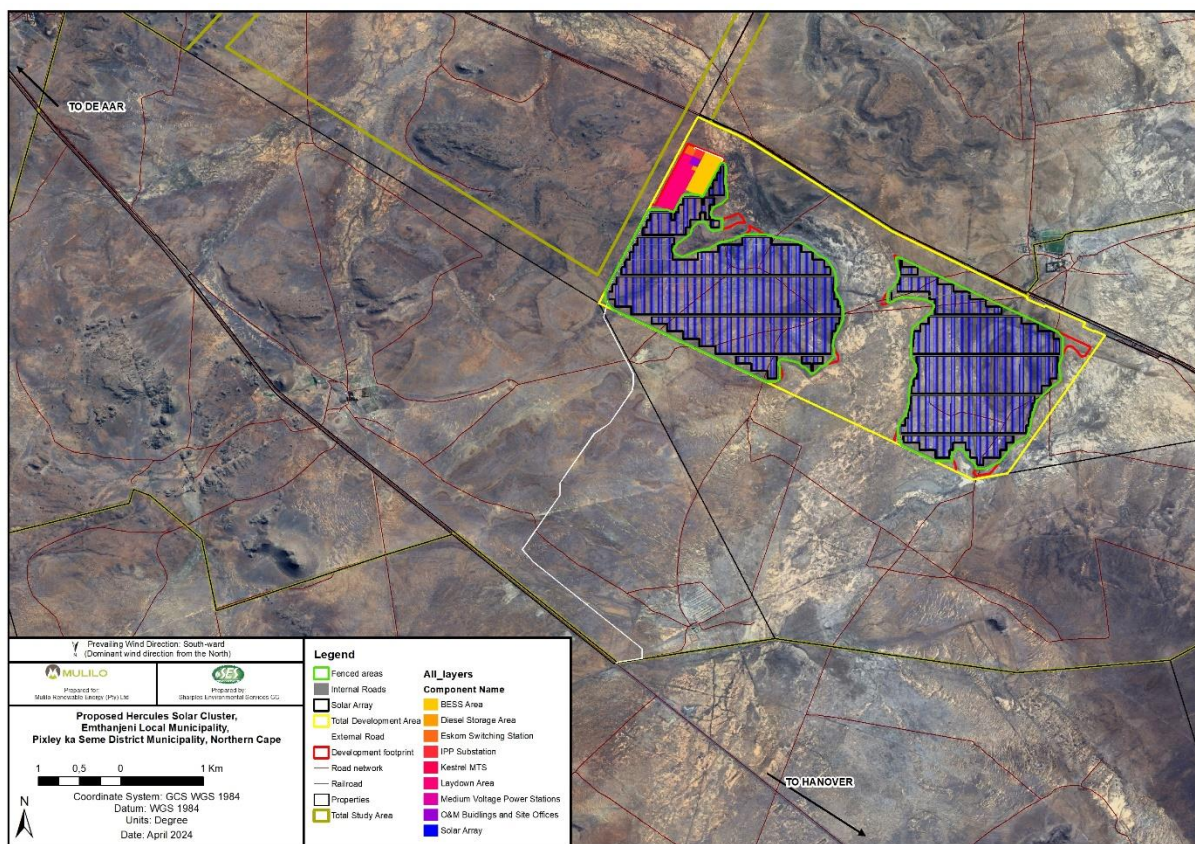 TO DE AAR
TO HANOVER
Prevailing Wind Direction: South-ward
(Dominant wind direction from the North)
MULILO
Prepared for:
Mulilo Renewable Energy (Pty) Ltd
SES
Prepared by:
Sharples Environmental Services CC
Proposed Hercules Solar Cluster,
Emthanjeni Local Municipality,
Pixley ka Seme District Municipality, Northern Cape
1 0,5 0 1 Km
N
Coordinate System: GCS WGS 1984
Datum: WGS 1984
Units: Degree
Date: April 2024
Legend
Fenced areas
Internal Roads
Solar Array
Total Development Area
External Road
Development footprint
Road network
Railroad
Properties
Total Study Area
All_layers
Component Name
BESS Area
Diesel Storage Area
Eskom Switching Station
IPP Substation
Kestrel MTS
Laydown Area
Medium Voltage Power Stations
O&M Buidlings and Site Offices
Solar Array